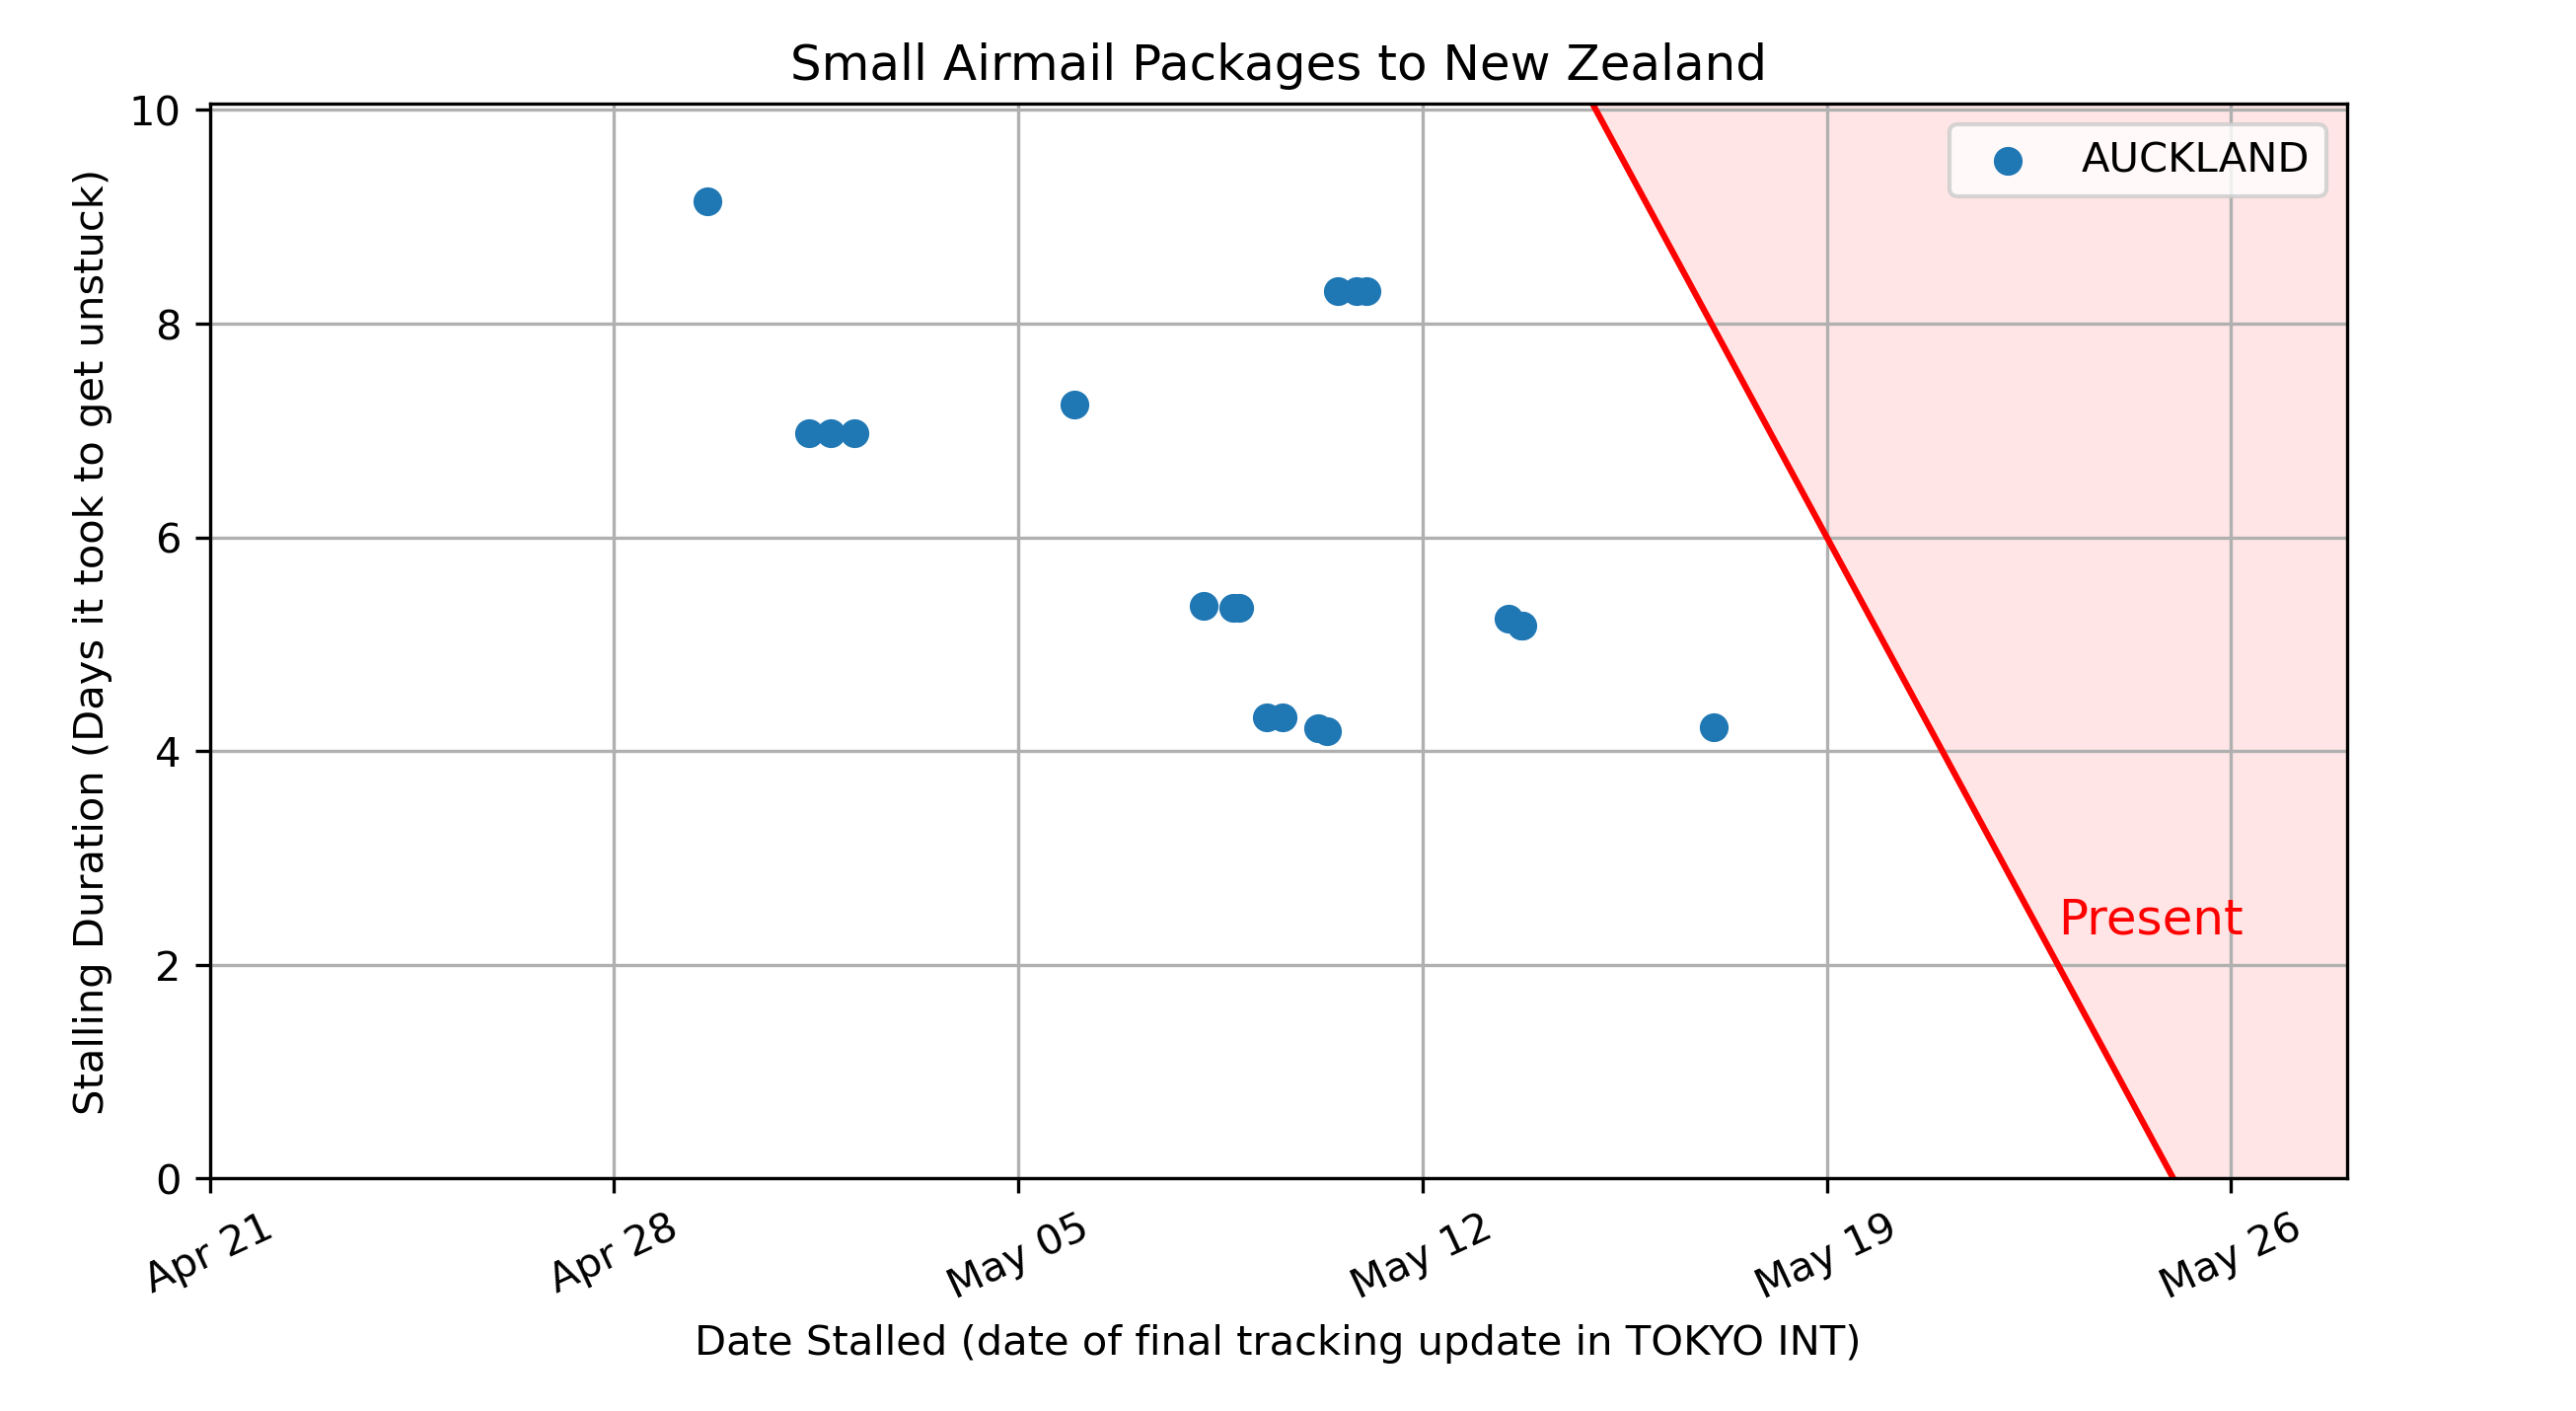 Small Airmail Packages to New Zealand
Stalling Duration (Days it took to get unstuck)
10
8
6
4
2
0
AUCKLAND
Present
Apr 21
Apr 28
May 05
May 12
May 19
May 26
Date Stalled (date of final tracking update in TOKYO INT)